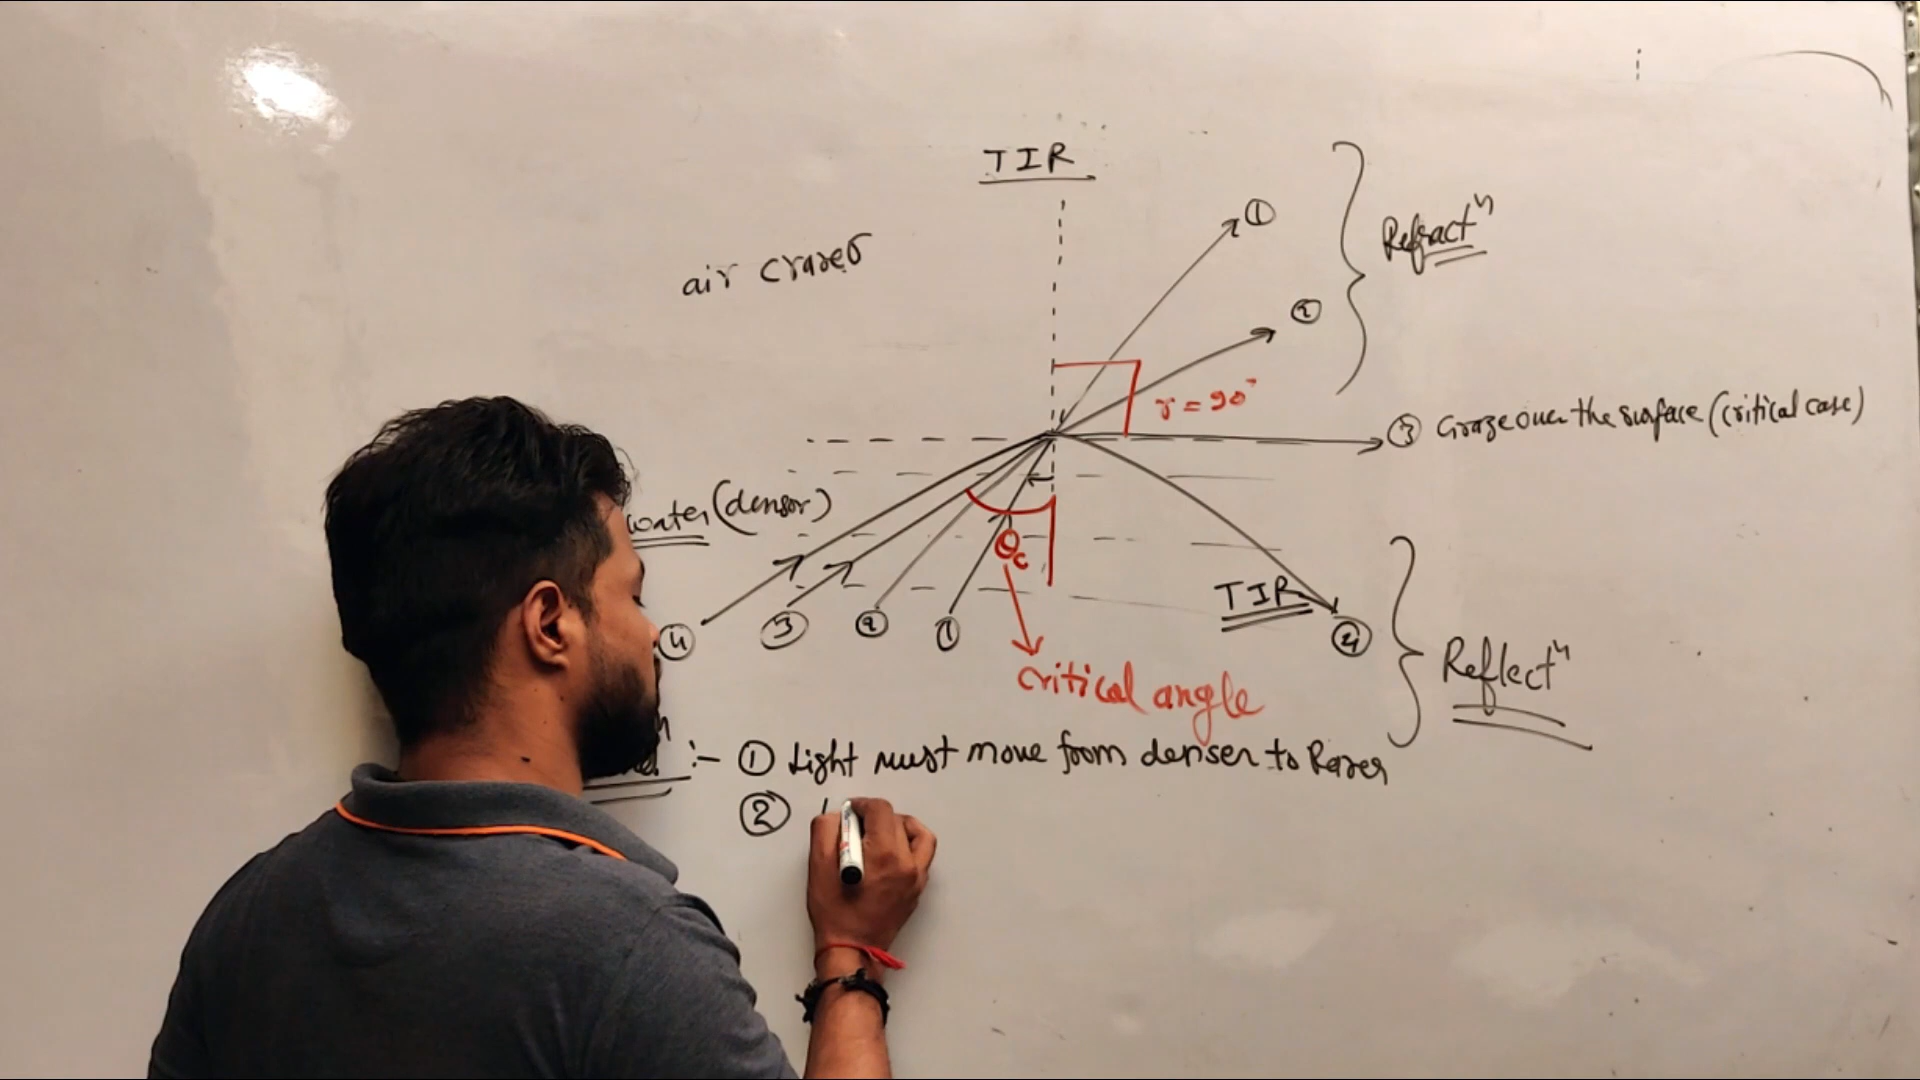 TIR
①
Refractⁿ
air (rarer)
②
r = 90°
③ Graze over the surface (critical case)
water (denser)
θc
TIR
④
③
②
①
④
Reflectⁿ
critical angle
:- ① Light must move from denser to Rarer
②